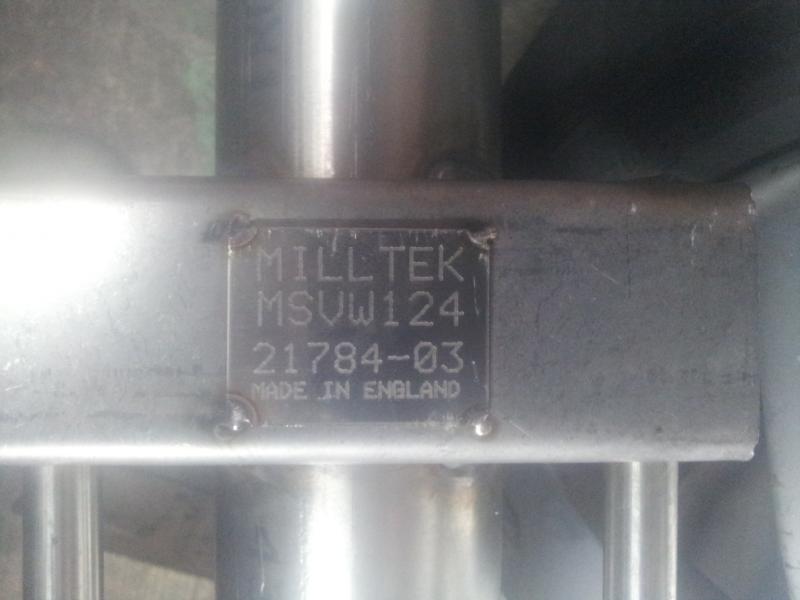 MILLTEK
MSVW124
21784-03
MADE IN ENGLAND